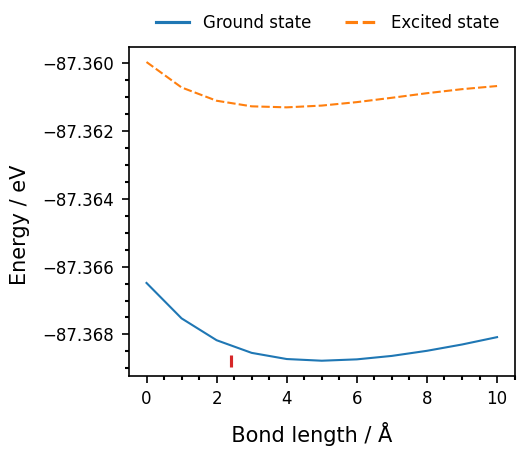 Ground state Excited state
−87.360
−87.362
−87.364
−87.366
−87.368
Energy / eV
0 2 4 6 8 10
Bond length / Å